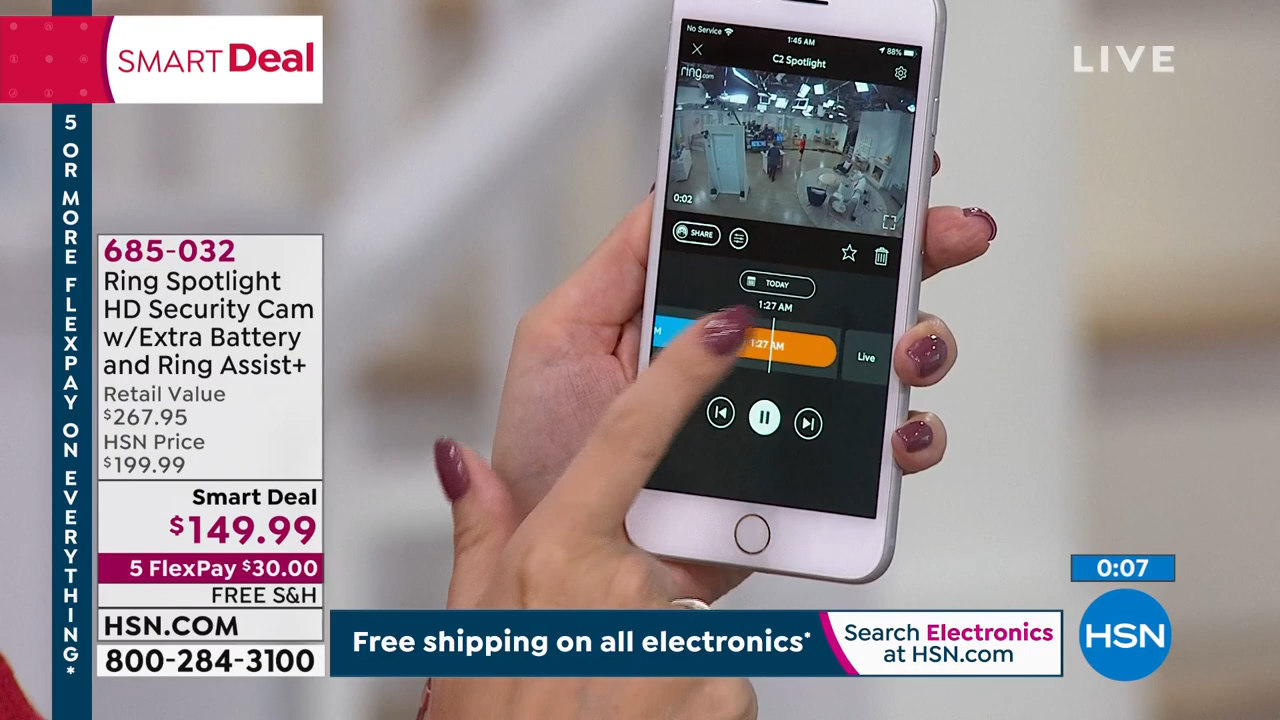 SMART Deal
LIVE
5 OR MORE FLEXPAY ON EVERYTHING*
685-032
Ring Spotlight
HD Security Cam
w/Extra Battery
and Ring Assist+
Retail Value
$267.95
HSN Price
$199.99
Smart Deal
$149.99
5 FlexPay $30.00
FREE S&H
HSN.COM
800-284-3100
No Service
1:45 AM
88%
C2 Spotlight
ring.com
0:02
SHARE
TODAY
1:27 AM
M
1:27 AM
Live
0:07
HSN
Free shipping on all electronics*
Search Electronics
at HSN.com